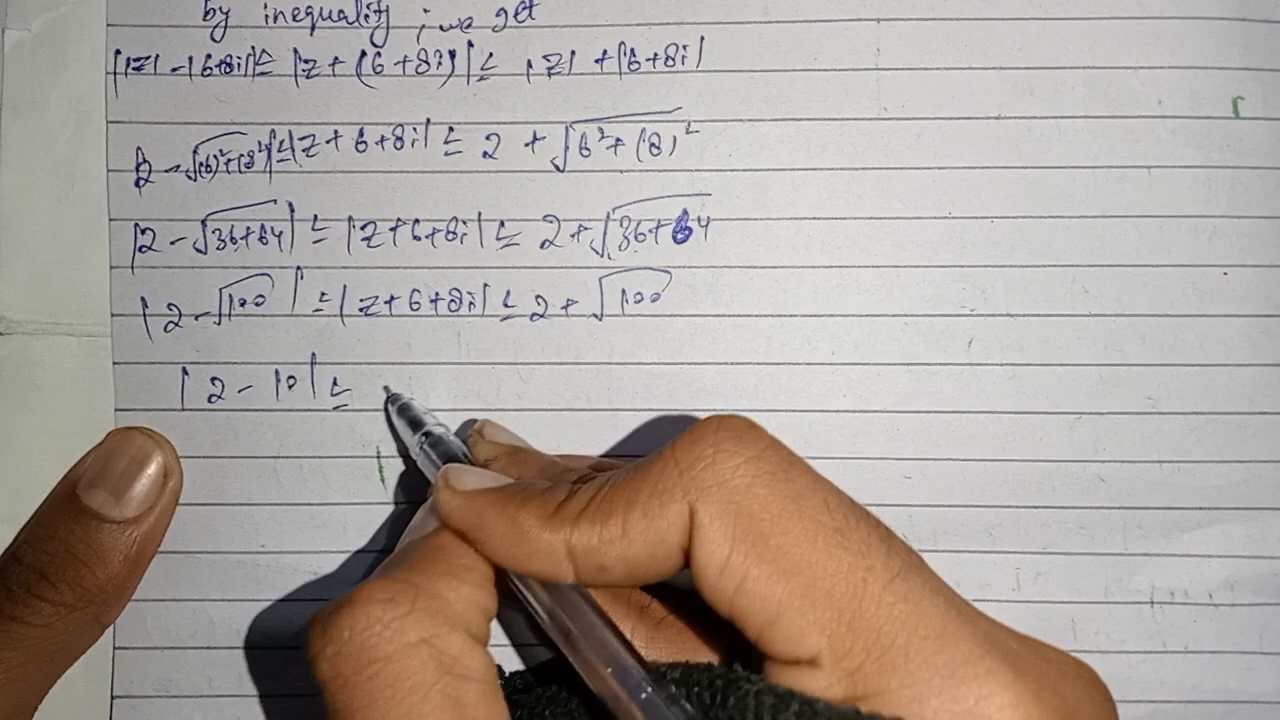 by inequality ; we get
||z| - |6+8i|| ≤ |z + (6+8i)| ≤ |z| + |6+8i|
|2 - √(6)²+(8)²| ≤ |z + 6+8i| ≤ 2 + √6²+(8)²
|2 - √36+64| ≤ |z+6+8i| ≤ 2+√36+64
|2 - √100| ≤ |z+6+8i| ≤ 2 + √100
|2 - 10| ≤